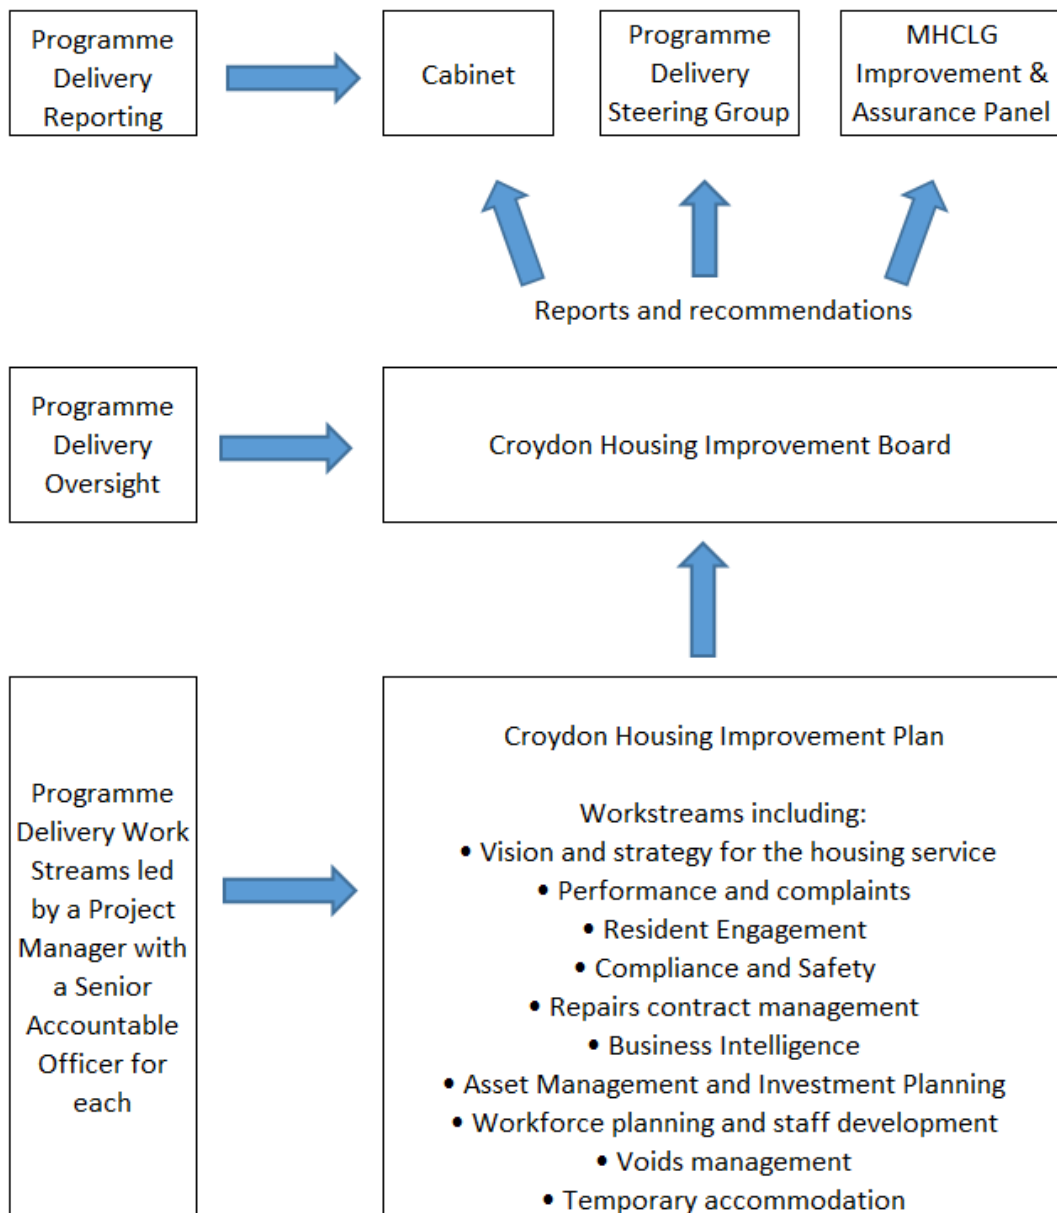 Programme
Delivery
Reporting
Cabinet
Programme
Delivery
Steering Group
MHCLG
Improvement &
Assurance Panel
Reports and recommendations
Programme
Delivery
Oversight
Croydon Housing Improvement Board
Programme
Delivery Work
Streams led
by a Project
Manager with
a Senior
Accountable
Officer for
each
Croydon Housing Improvement Plan
Workstreams including:
• Vision and strategy for the housing service
• Performance and complaints
• Resident Engagement
• Compliance and Safety
• Repairs contract management
• Business Intelligence
• Asset Management and Investment Planning
• Workforce planning and staff development
• Voids management
• Temporary accommodation